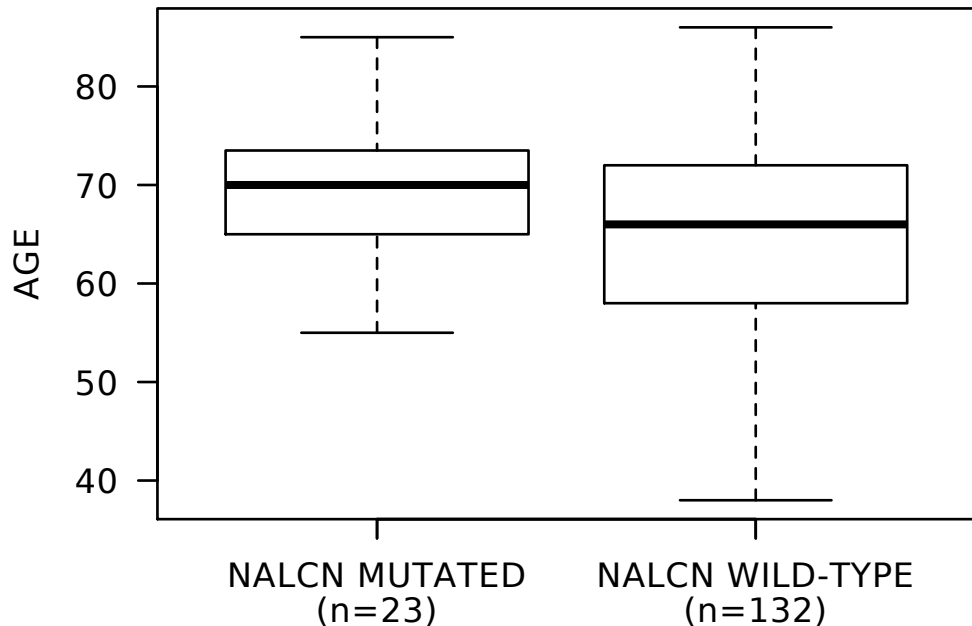 AGE
80
70
60
50
40
NALCN MUTATED
(n=23)
NALCN WILD-TYPE
(n=132)